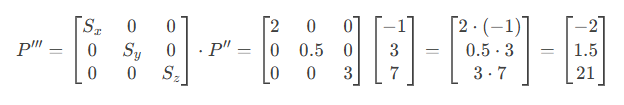 P''' = [S_x 0 0; 0 S_y 0; 0 0 S_z] · P'' = [2 0 0; 0 0.5 0; 0 0 3] [-1; 3; 7] = [2 · (-1); 0.5 · 3; 3 · 7] = [-2; 1.5; 21]